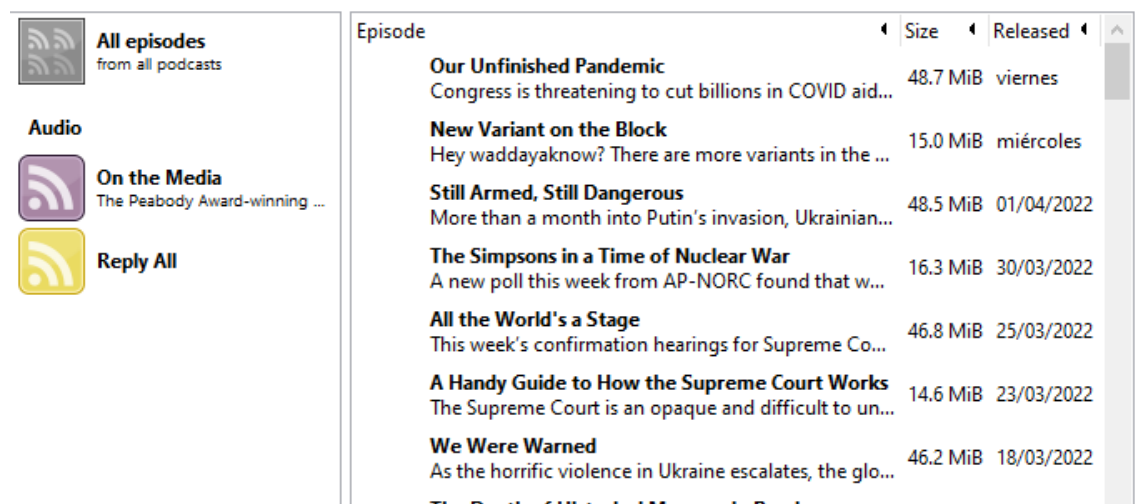 All episodes
from all podcasts
Audio
On the Media
The Peabody Award-winning ...
Reply All
Episode Size Released
Our Unfinished Pandemic
Congress is threatening to cut billions in COVID aid...
48.7 MiB viernes
New Variant on the Block
Hey waddayaknow? There are more variants in the ...
15.0 MiB miércoles
Still Armed, Still Dangerous
More than a month into Putin's invasion, Ukrainian...
48.5 MiB 01/04/2022
The Simpsons in a Time of Nuclear War
A new poll this week from AP-NORC found that w...
16.3 MiB 30/03/2022
All the World's a Stage
This week's confirmation hearings for Supreme Co...
46.8 MiB 25/03/2022
A Handy Guide to How the Supreme Court Works
The Supreme Court is an opaque and difficult to un...
14.6 MiB 23/03/2022
We Were Warned
As the horrific violence in Ukraine escalates, the glo...
46.2 MiB 18/03/2022